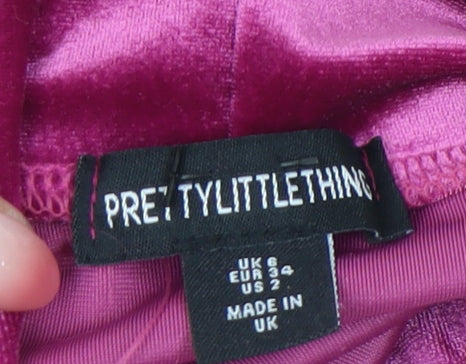 PRETTYLITTLETHING
UK 6
EUR 34
US 2
MADE IN
UK